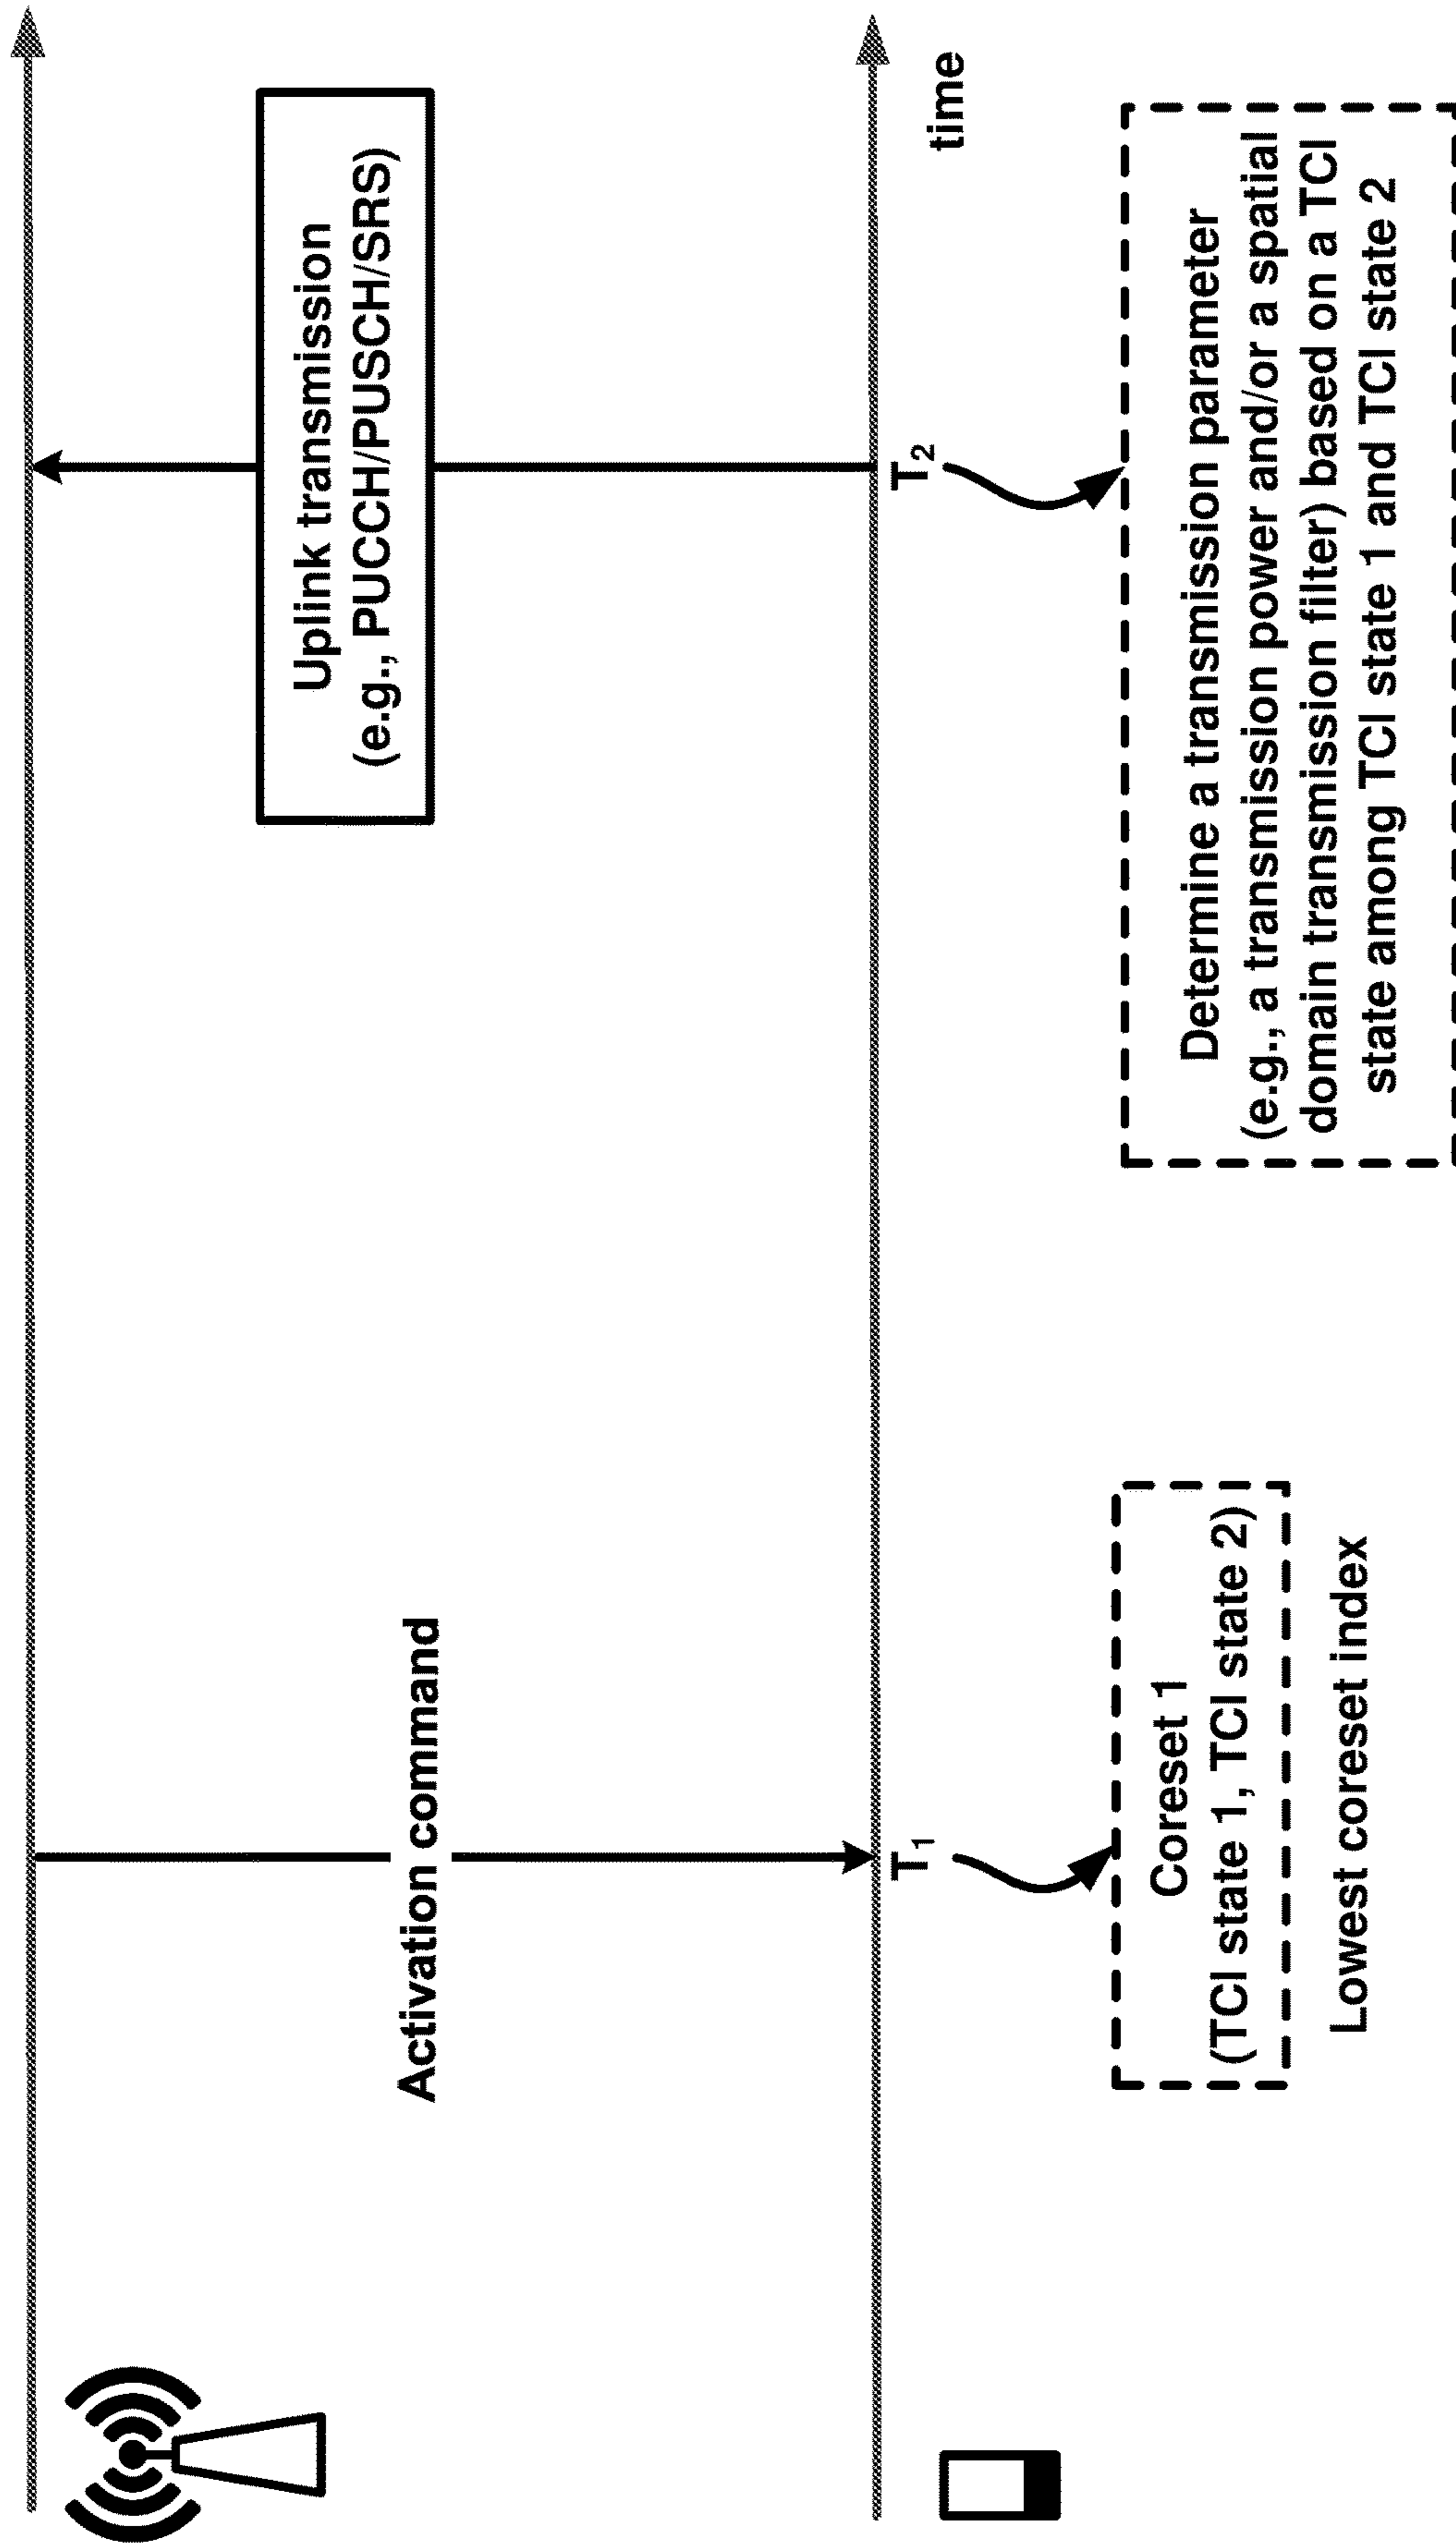 Activation command
Uplink transmission
(e.g., PUCCH/PUSCH/SRS)
T1
T2
time
Coreset 1
(TCI state 1, TCI state 2)
Lowest coreset index
Determine a transmission parameter
(e.g., a transmission power and/or a spatial
domain transmission filter) based on a TCI
state among TCI state 1 and TCI state 2